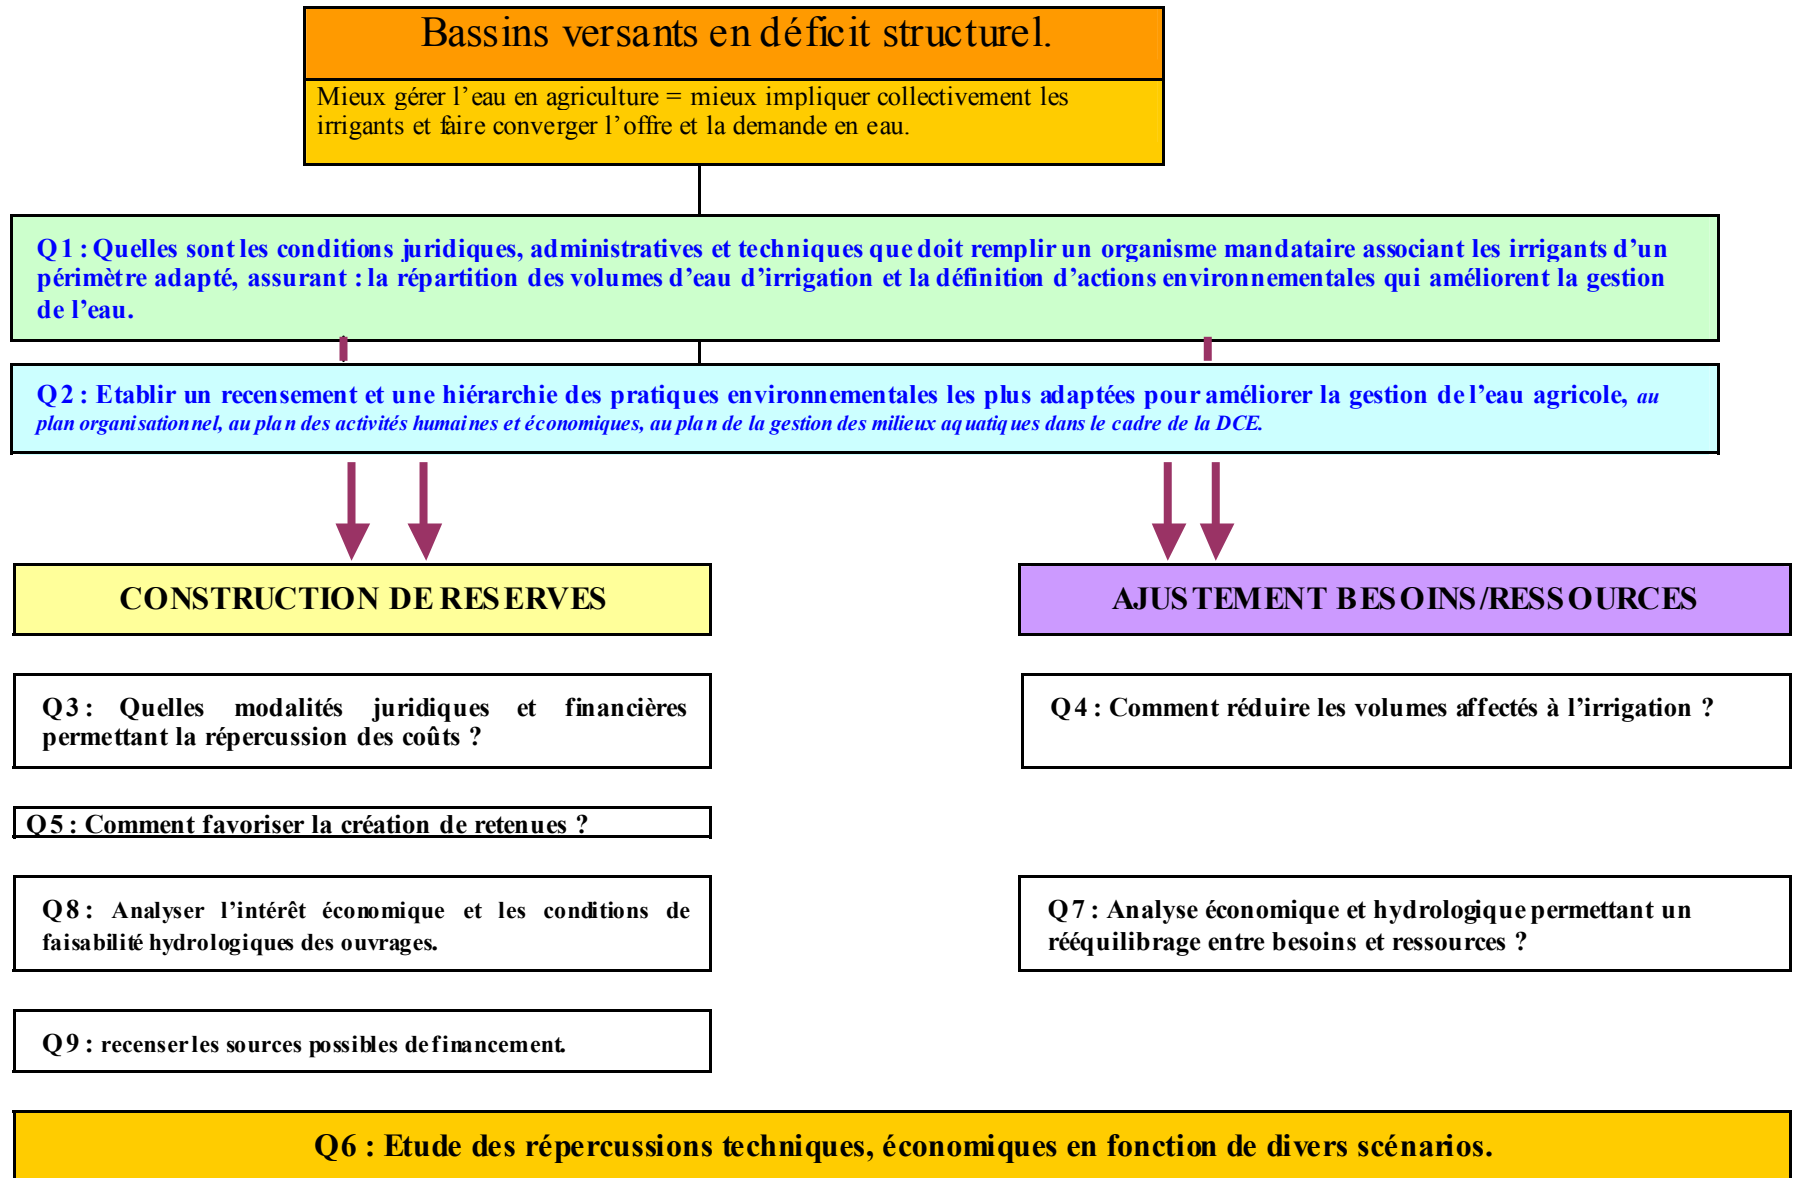 Bassins versants en déficit structurel.
Mieux gérer l’eau en agriculture = mieux impliquer collectivement les
irrigants et faire converger l’offre et la demande en eau.
Q1 : Quelles sont les conditions juridiques, administratives et techniques que doit remplir un organisme mandataire associant les irrigants d’un
périmètre adapté, assurant : la répartition des volumes d’eau d’irrigation et la définition d’actions environnementales qui améliorent la gestion
de l’eau.
Q2 : Etablir un recensement et une hiérarchie des pratiques environnementales les plus adaptées pour améliorer la gestion de l’eau agricole, au
plan organisationnel, au plan des activités humaines et économiques, au plan de la gestion des milieux aquatiques dans le cadre de la DCE.
CONSTRUCTION DE RESERVES
AJUSTEMENT BESOINS/RESSOURCES
Q3 : Quelles modalités juridiques et financières
permettant la répercussion des coûts ?
Q4 : Comment réduire les volumes affectés à l’irrigation ?
Q5 : Comment favoriser la création de retenues ?
Q8 : Analyser l’intérêt économique et les conditions de
faisabilité hydrologiques des ouvrages.
Q7 : Analyse économique et hydrologique permettant un
rééquilibrage entre besoins et ressources ?
Q9 : recenser les sources possibles de financement.
Q6 : Etude des répercussions techniques, économiques en fonction de divers scénarios.